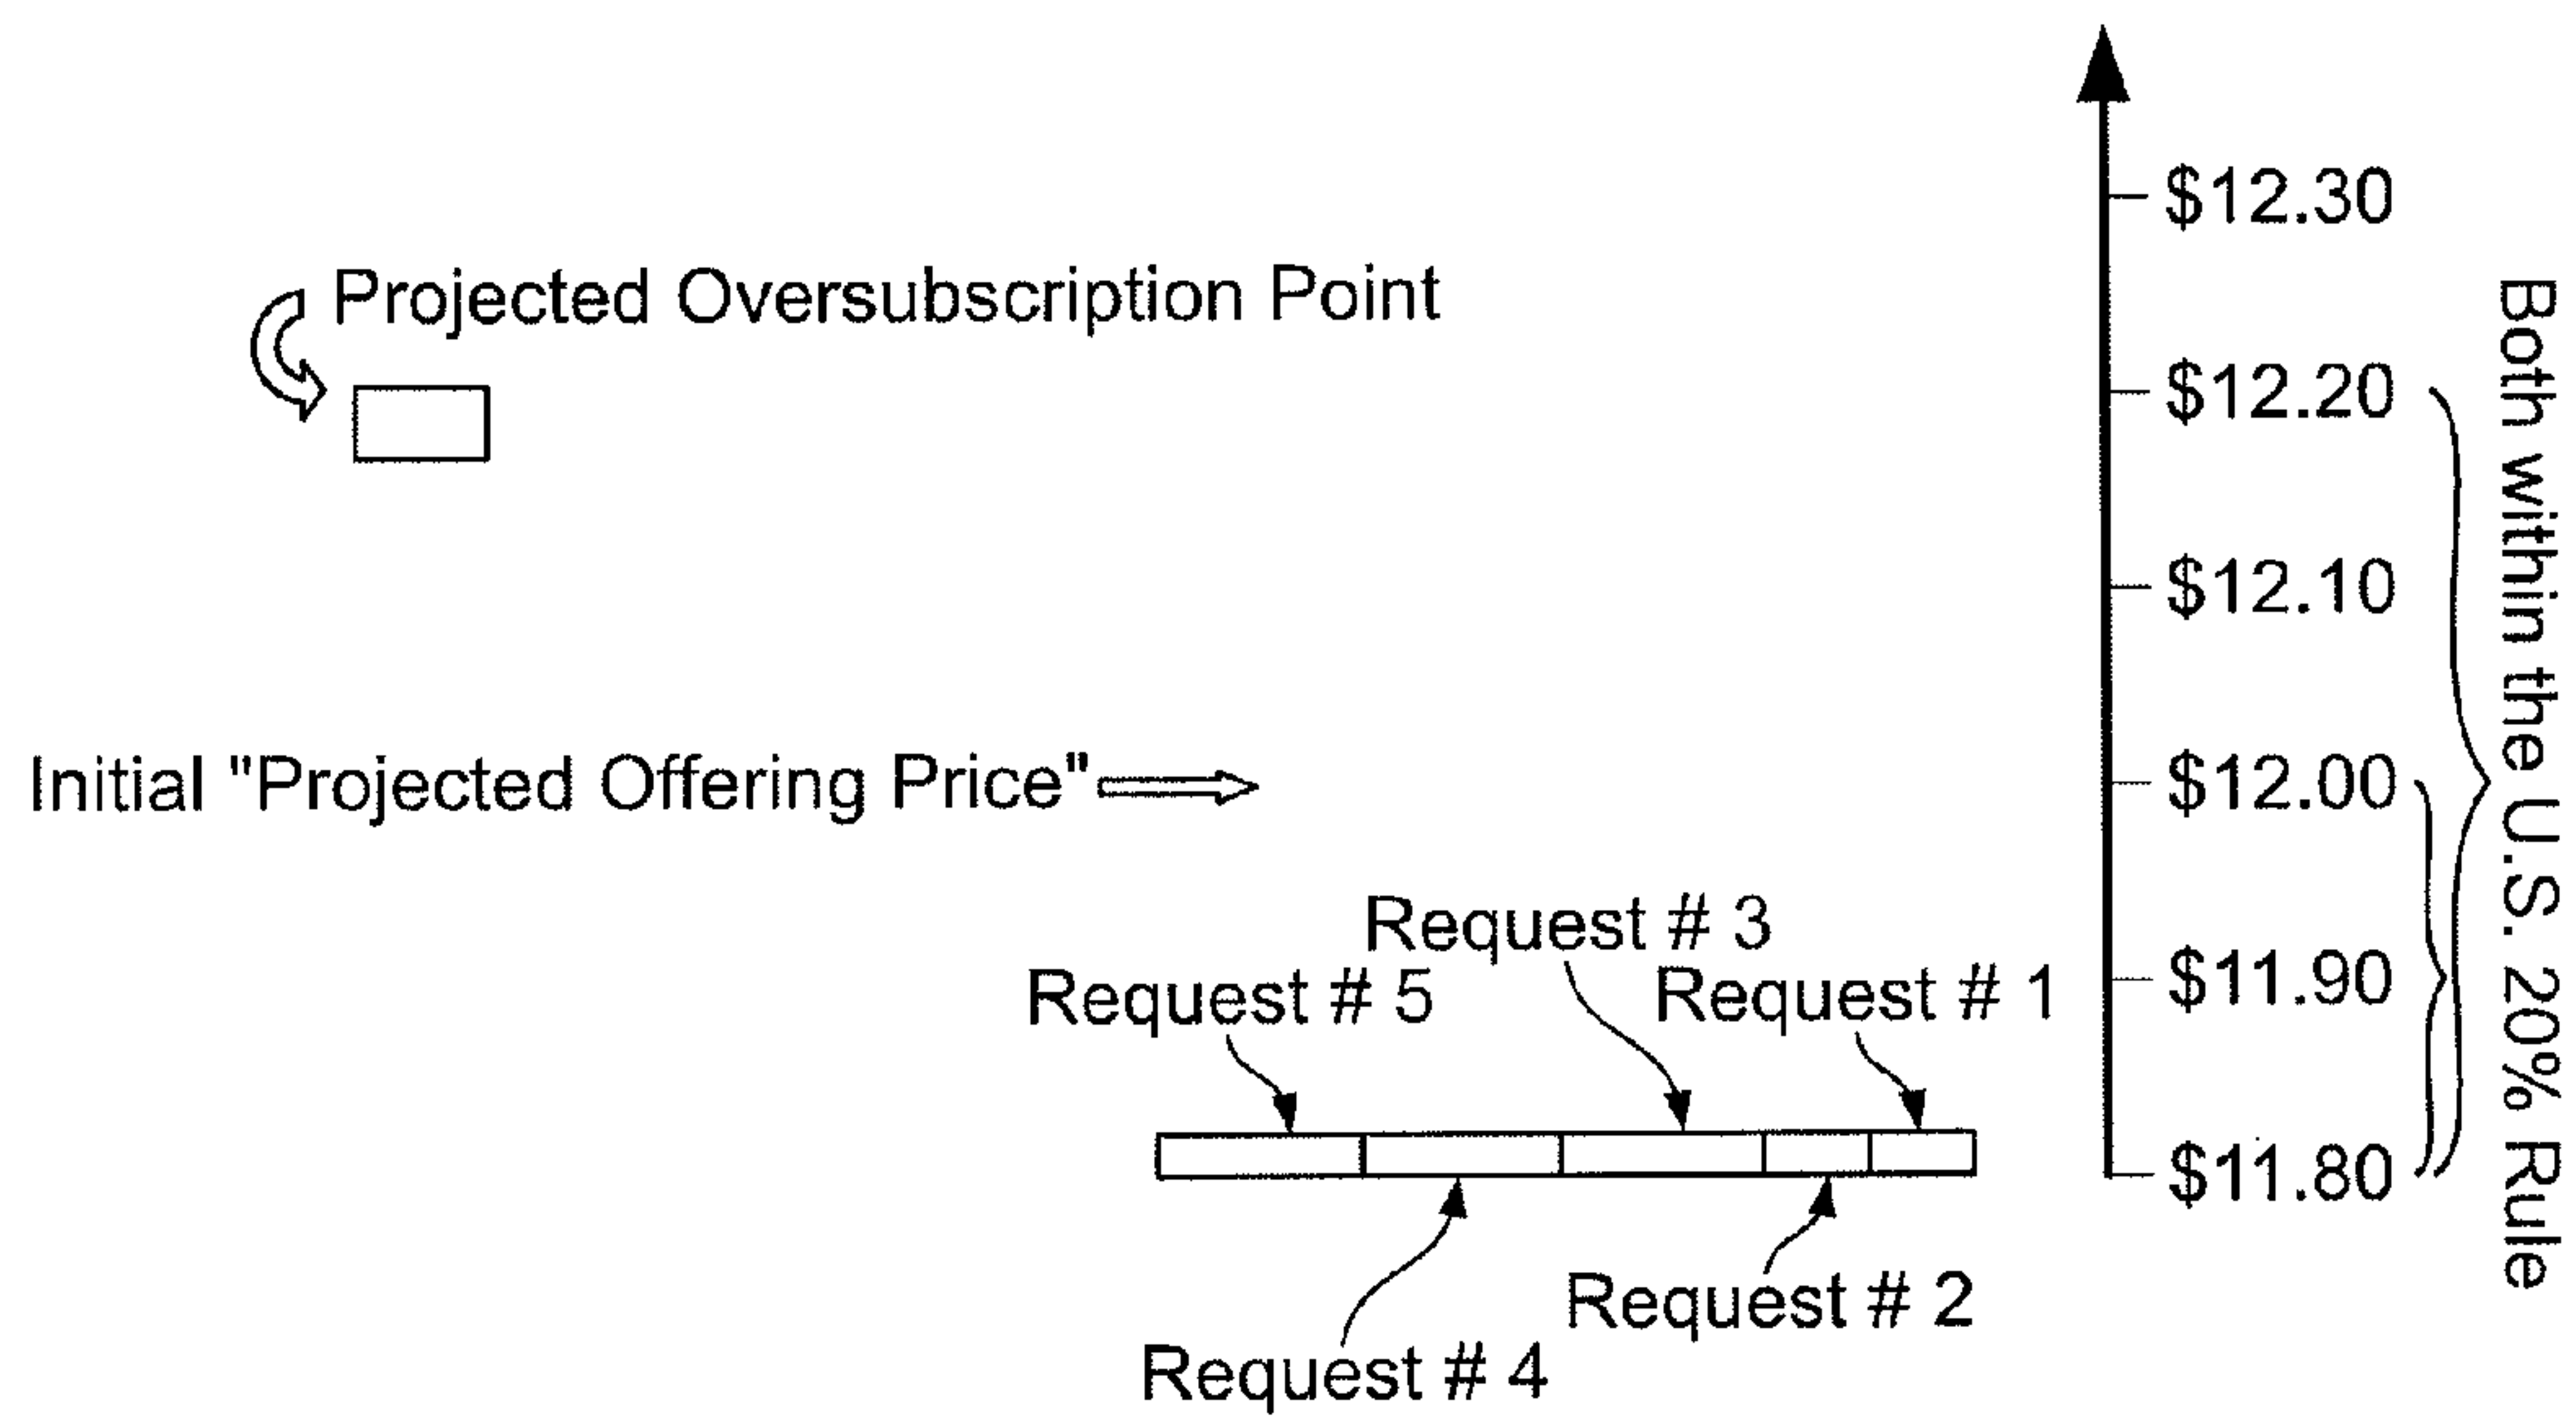 $12.30
Projected Oversubscription Point
$12.20
$12.10
Initial "Projected Offering Price"
$12.00
Request # 3
Request # 5
Request # 1
$11.90
$11.80
Request # 2
Request # 4
Both within the U.S. 20% Rule